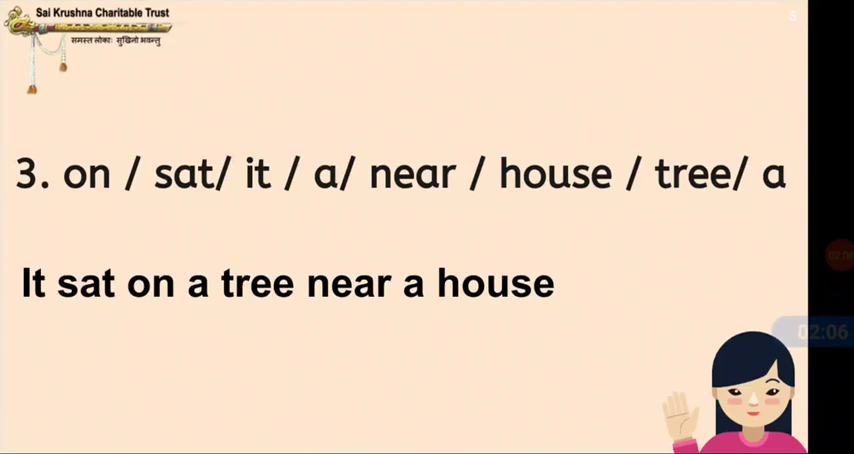 Sai Krushna Charitable Trust
समस्त लोकाः सुखिनो भवन्तु
5
3. on / sat/ it / a/ near / house / tree/ a
It sat on a tree near a house
02:06